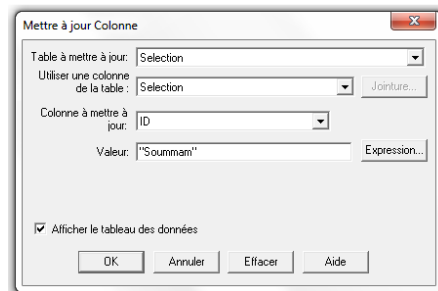 Mettre à jour Colonne
Table à mettre à jour: Selection
Utiliser une colonne
de la table : Selection Jointure...
Colonne à mettre à
jour: ID
Valeur: "Soummam" Expression...
Afficher le tableau des données
OK Annuler Effacer Aide